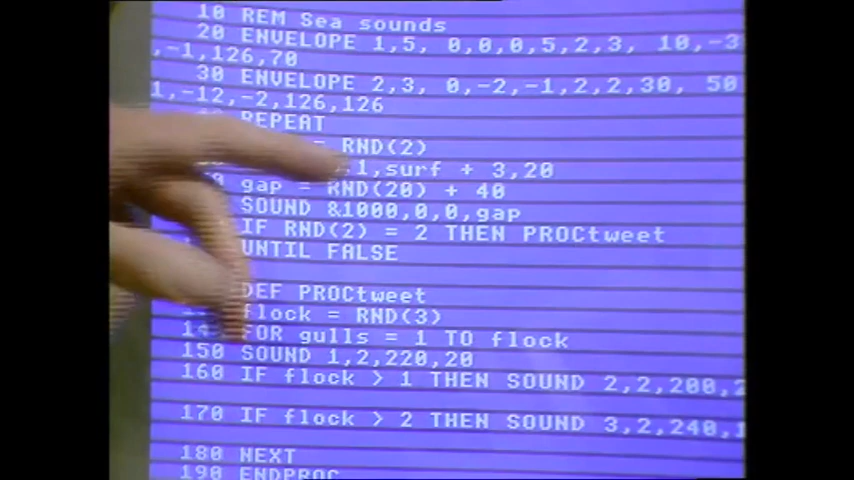 10 REM Sea sounds
20 ENVELOPE 1,5, 0,0,0,5,2,3, 10,-3
,-1,126,70
30 ENVELOPE 2,3, 0,-2,-1,2,2,30, 50
1,-12,-2,126,126
REPEAT
= RND(2)
1,surf + 3,20
gap = RND(20) + 40
SOUND &1000,0,0,gap
IF RND(2) = 2 THEN PROCtweet
UNTIL FALSE
DEF PROCtweet
flock = RND(3)
FOR gulls = 1 TO flock
150 SOUND 1,2,220,20
160 IF flock > 1 THEN SOUND 2,2,200,2
170 IF flock > 2 THEN SOUND 3,2,240,1
180 NEXT
190 ENDPROC